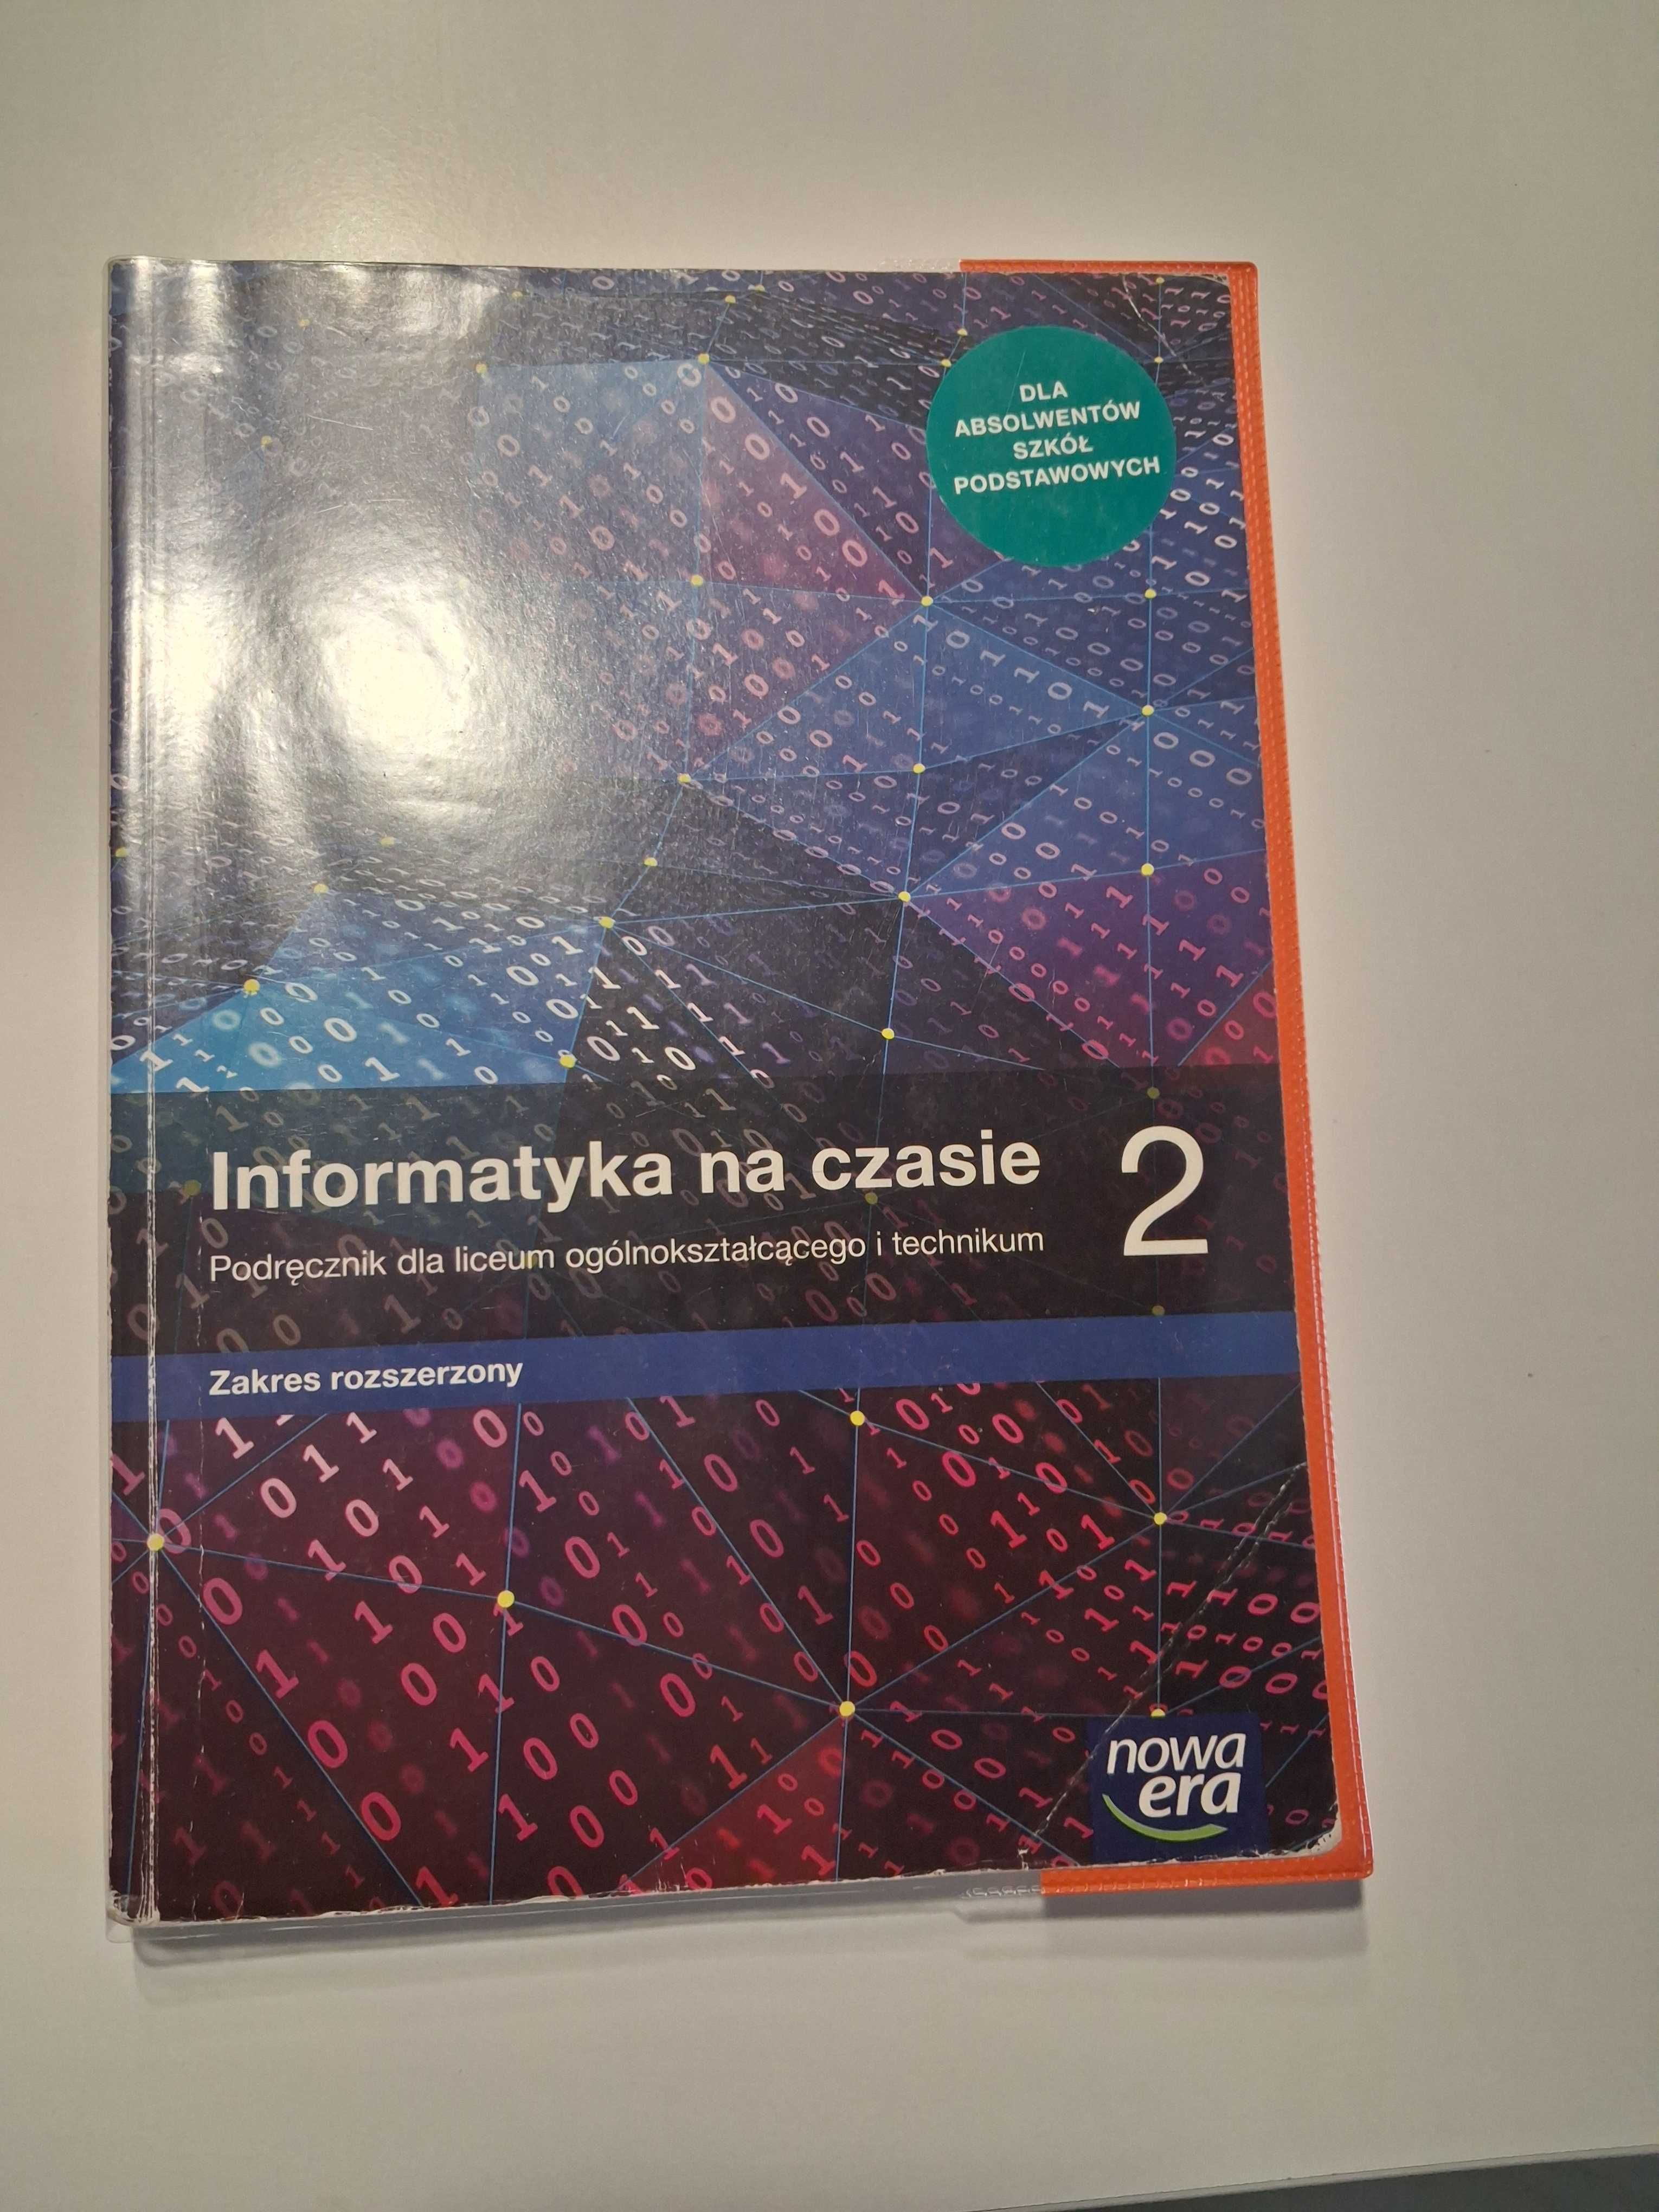 DLA
ABSOLWENTÓW
SZKÓŁ
PODSTAWOWYCH
Informatyka na czasie 2
Podręcznik dla liceum ogólnokształcącego i technikum
Zakres rozszerzony
nowa
era